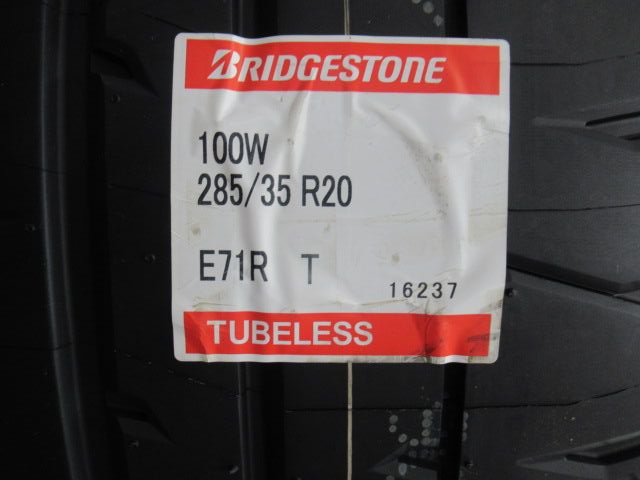 BRIDGESTONE
100W
285/35 R20
E71R T
16237
TUBELESS